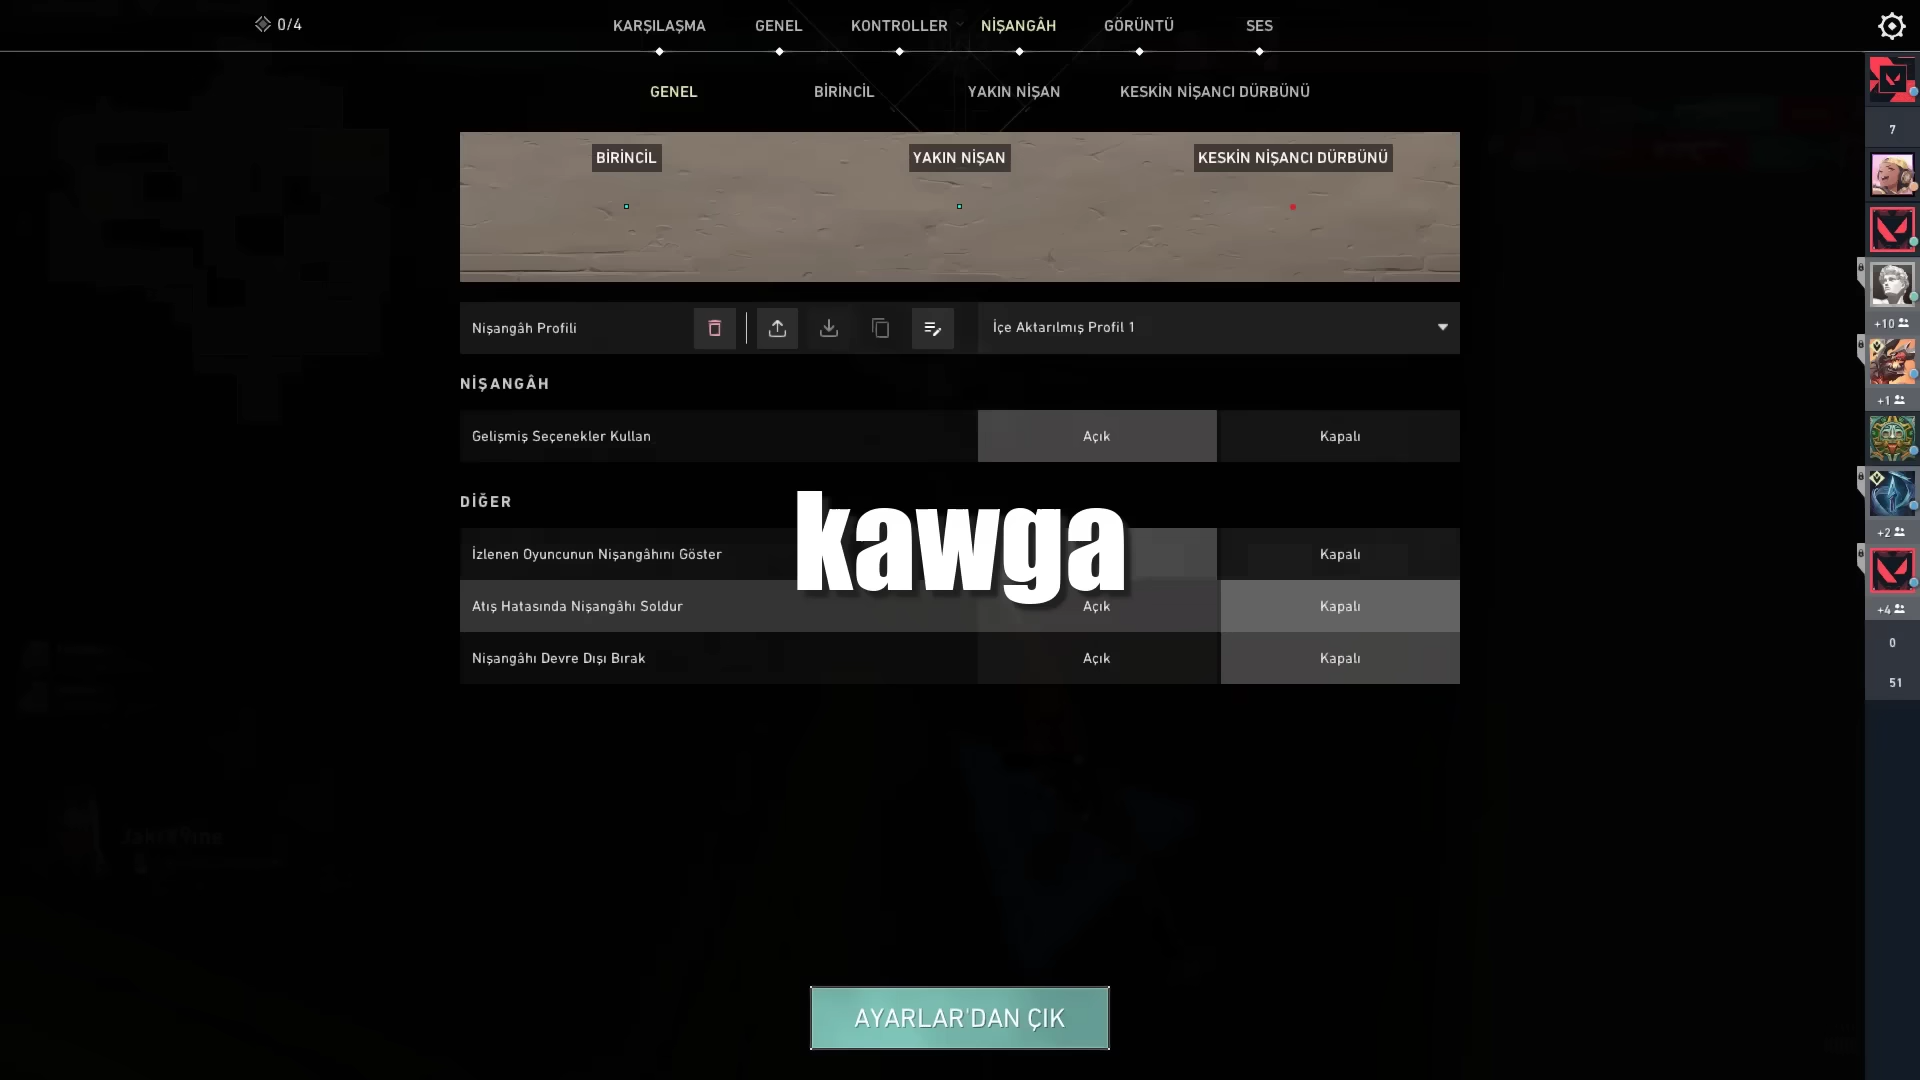 0/4
KARŞILAŞMA GENEL KONTROLLER NİŞANGÂH GÖRÜNTÜ SES
GENEL BİRİNCİL YAKIN NİŞAN KESKİN NİŞANCI DÜRBÜNÜ
BİRİNCİL YAKIN NİŞAN KESKİN NİŞANCI DÜRBÜNÜ
Nişangâh Profili İçe Aktarılmış Profil 1
NİŞANGÂH
Gelişmiş Seçenekler Kullan Açık Kapalı
DİĞER
İzlenen Oyuncunun Nişangâhını Göster Kapalı
kawga
Atış Hatasında Nişangâhı Soldur Açık Kapalı
Nişangâhı Devre Dışı Bırak Açık Kapalı
AYARLAR'DAN ÇIK
7
+10
+1
+2
+4
0
51